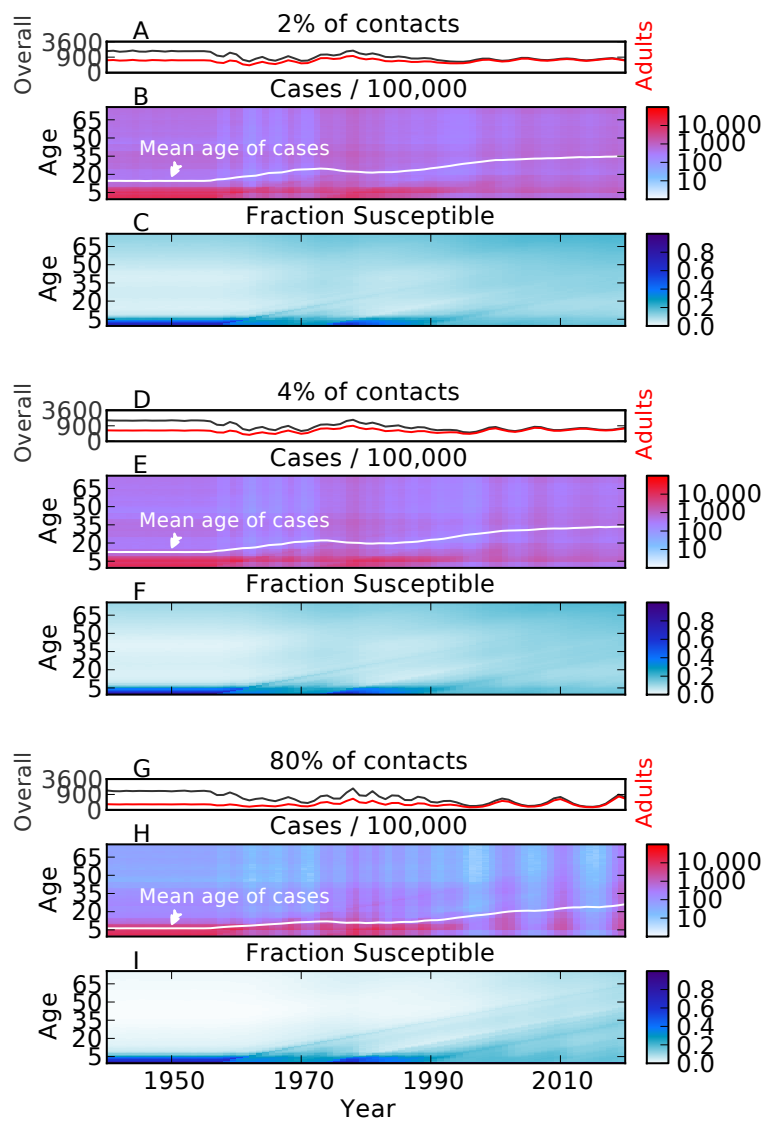 A 2% of contacts
Overall
3600
900
0
Adults
B Cases / 100,000
Age
65
50
35
20
5
Mean age of cases
10,000
1,000
100
10
C Fraction Susceptible
Age
65
50
35
20
5
0.8
0.6
0.4
0.2
0.0
D 4% of contacts
Overall
3600
900
0
Adults
E Cases / 100,000
Age
65
50
35
20
5
Mean age of cases
10,000
1,000
100
10
F Fraction Susceptible
Age
65
50
35
20
5
0.8
0.6
0.4
0.2
0.0
G 80% of contacts
Overall
3600
900
0
Adults
H Cases / 100,000
Age
65
50
35
20
5
Mean age of cases
10,000
1,000
100
10
I Fraction Susceptible
Age
65
50
35
20
5
0.8
0.6
0.4
0.2
0.0
1950 1970 1990 2010
Year